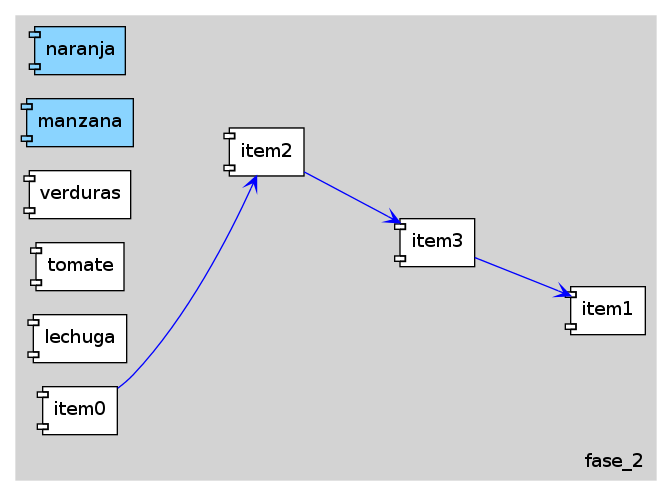 naranja
manzana
item2
verduras
item3
tomate
item1
lechuga
item0
fase_2